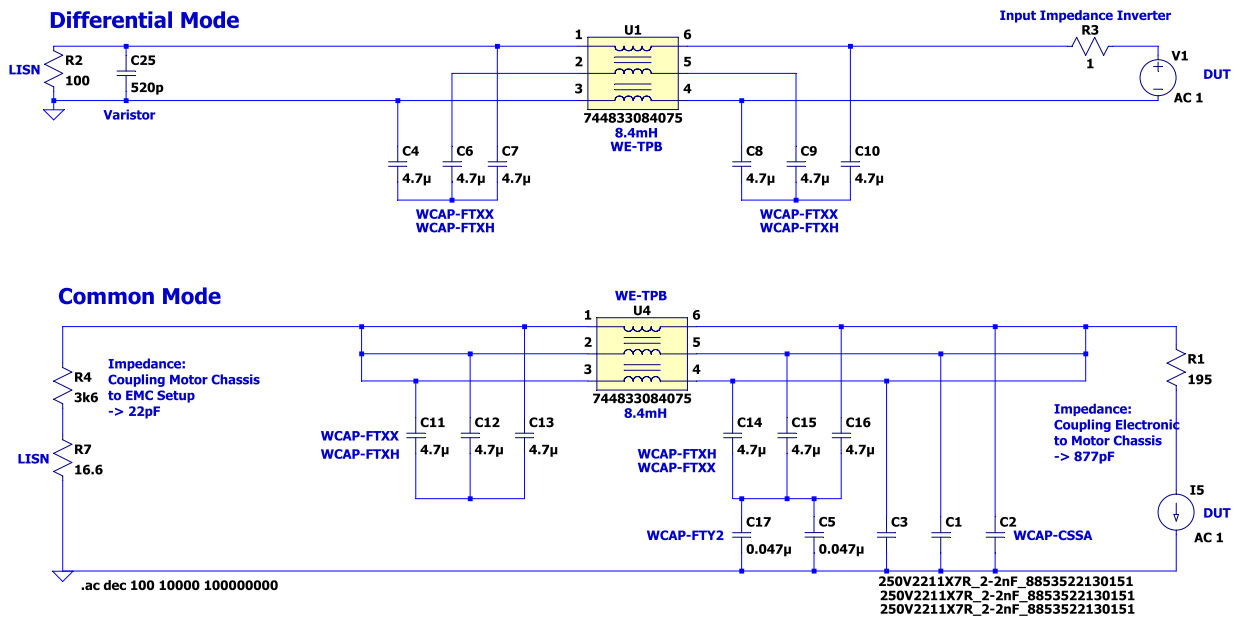 Differential Mode
Input Impedance Inverter
U1
R3
1
6
LISN
R2
100
C25
520p
2
5
1
V1
DUT
3
4
AC 1
Varistor
744833084075
8.4mH
WE-TPB
C4
C6
C7
C8
C9
C10
4.7µ
4.7µ
4.7µ
4.7µ
4.7µ
4.7µ
WCAP-FTXX
WCAP-FTXH
WCAP-FTXX
WCAP-FTXH
Common Mode
WE-TPB
U4
1
6
2
5
3
4
Impedance:
Coupling Motor Chassis
to EMC Setup
-> 22pF
R4
3k6
R1
195
744833084075
8.4mH
Impedance:
Coupling Electronic
to Motor Chassis
-> 877pF
C11
C12
C13
C14
C15
C16
WCAP-FTXX
WCAP-FTXH
4.7µ
4.7µ
4.7µ
WCAP-FTXH
WCAP-FTXX
4.7µ
4.7µ
4.7µ
LISN
R7
16.6
I5
DUT
AC 1
WCAP-FTY2
C17
0.047µ
C5
0.047µ
C3
C1
C2
WCAP-CSSA
.ac dec 100 10000 100000000
250V2211X7R_2-2nF_8853522130151
250V2211X7R_2-2nF_8853522130151
250V2211X7R_2-2nF_8853522130151